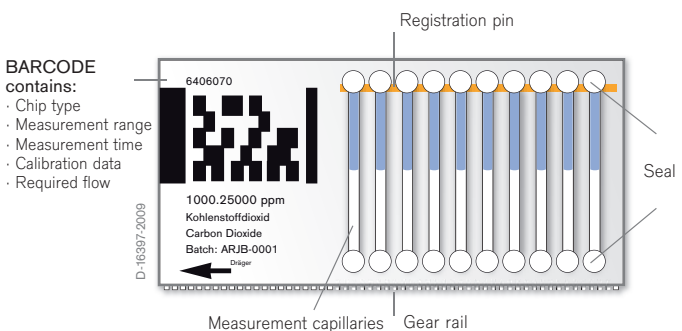 Registration pin
BARCODE
contains:
· Chip type
· Measurement range
· Measurement time
· Calibration data
· Required flow
6406070
Seal
1000.25000 ppm
Kohlenstoffdioxid
Carbon Dioxide
Batch: ARJB-0001
Dräger
D-16397-2009
Measurement capillaries
Gear rail